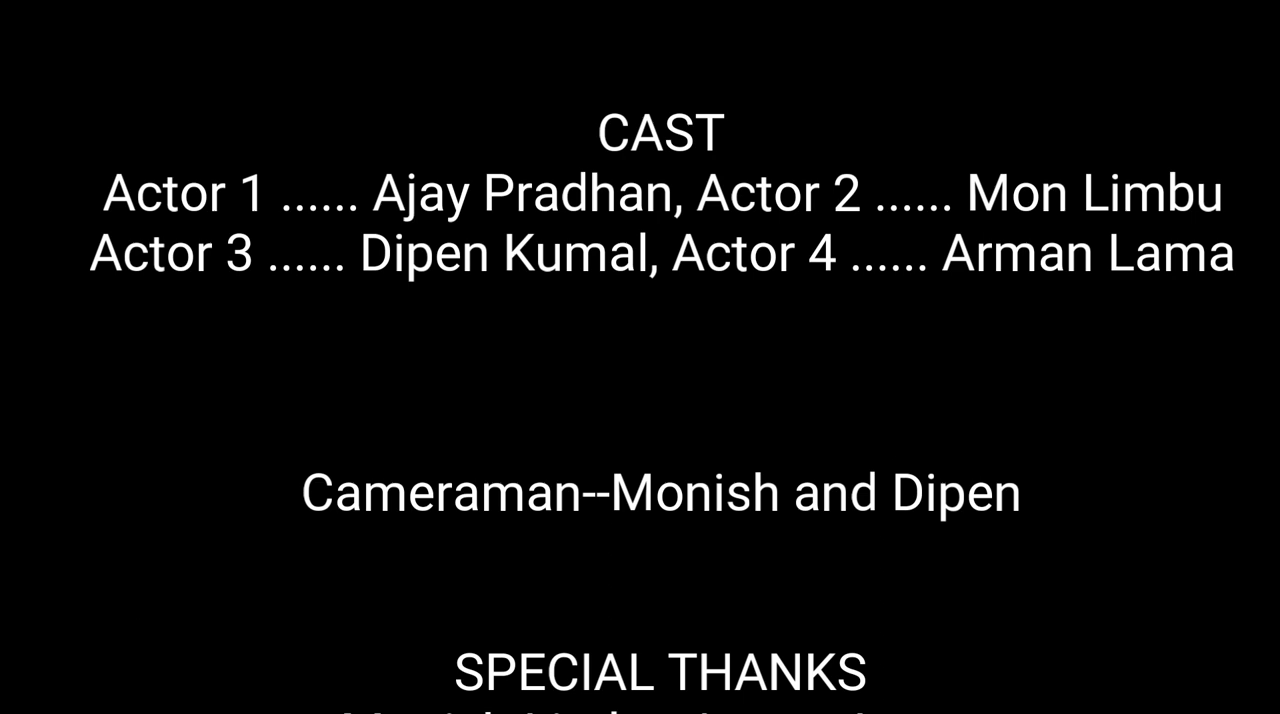 CAST
Actor 1 ...... Ajay Pradhan, Actor 2 ...... Mon Limbu
Actor 3 ...... Dipen Kumal, Actor 4 ...... Arman Lama
Cameraman--Monish and Dipen
SPECIAL THANKS